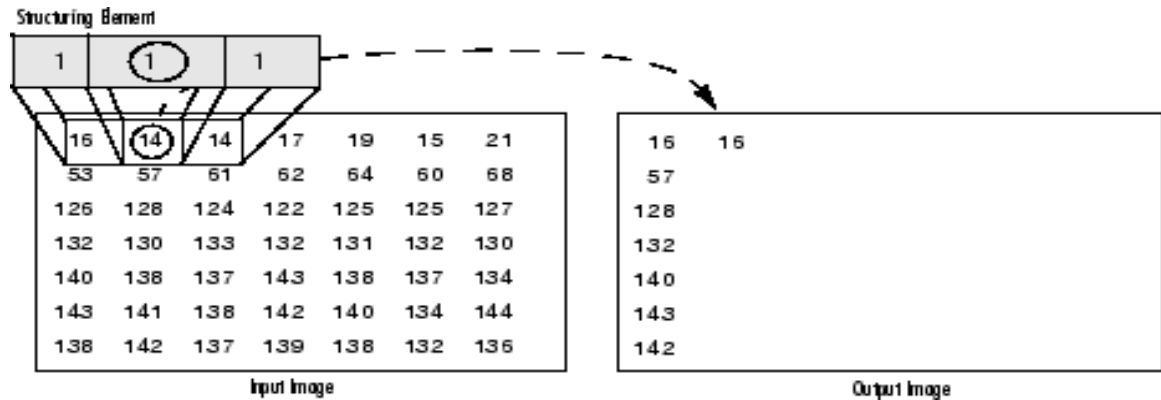 Structuring Element
1 1 1
16 14 14 17 19 15 21
53 57 61 62 64 60 68
126 128 124 122 125 125 127
132 130 133 132 131 132 130
140 138 137 143 138 137 134
143 141 138 142 140 134 144
138 142 137 139 138 132 136
Input Image
16 16
57
128
132
140
143
142
Output Image